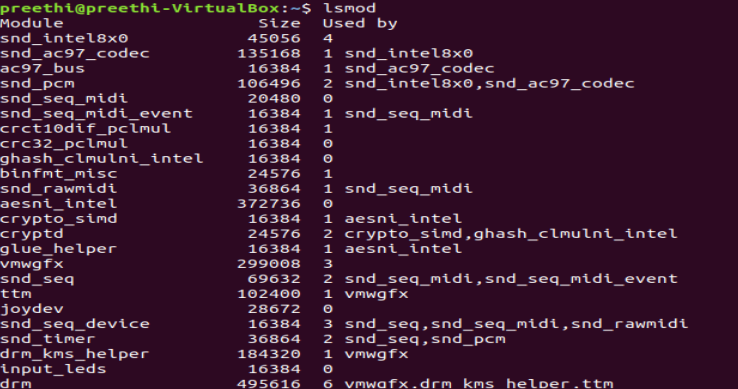 preethi@preethi-VirtualBox:~$ lsmod
Module                  Size  Used by
snd_intel8x0           45056  4
snd_ac97_codec        135168  1 snd_intel8x0
ac97_bus               16384  1 snd_ac97_codec
snd_pcm               106496  2 snd_intel8x0,snd_ac97_codec
snd_seq_midi           20480  0
snd_seq_midi_event     16384  1 snd_seq_midi
crct10dif_pclmul       16384  1
crc32_pclmul           16384  0
ghash_clmulni_intel    16384  0
binfmt_misc            24576  1
snd_rawmidi            36864  1 snd_seq_midi
aesni_intel           372736  0
crypto_simd            16384  1 aesni_intel
cryptd                 24576  2 crypto_simd,ghash_clmulni_intel
glue_helper            16384  1 aesni_intel
vmwgfx                299008  3
snd_seq                69632  2 snd_seq_midi,snd_seq_midi_event
ttm                   102400  1 vmwgfx
joydev                 28672  0
snd_seq_device         16384  3 snd_seq,snd_seq_midi,snd_rawmidi
snd_timer              36864  2 snd_seq,snd_pcm
drm_kms_helper        184320  1 vmwgfx
input_leds             16384  0
drm                   495616  6 vmwgfx,drm_kms_helper,ttm